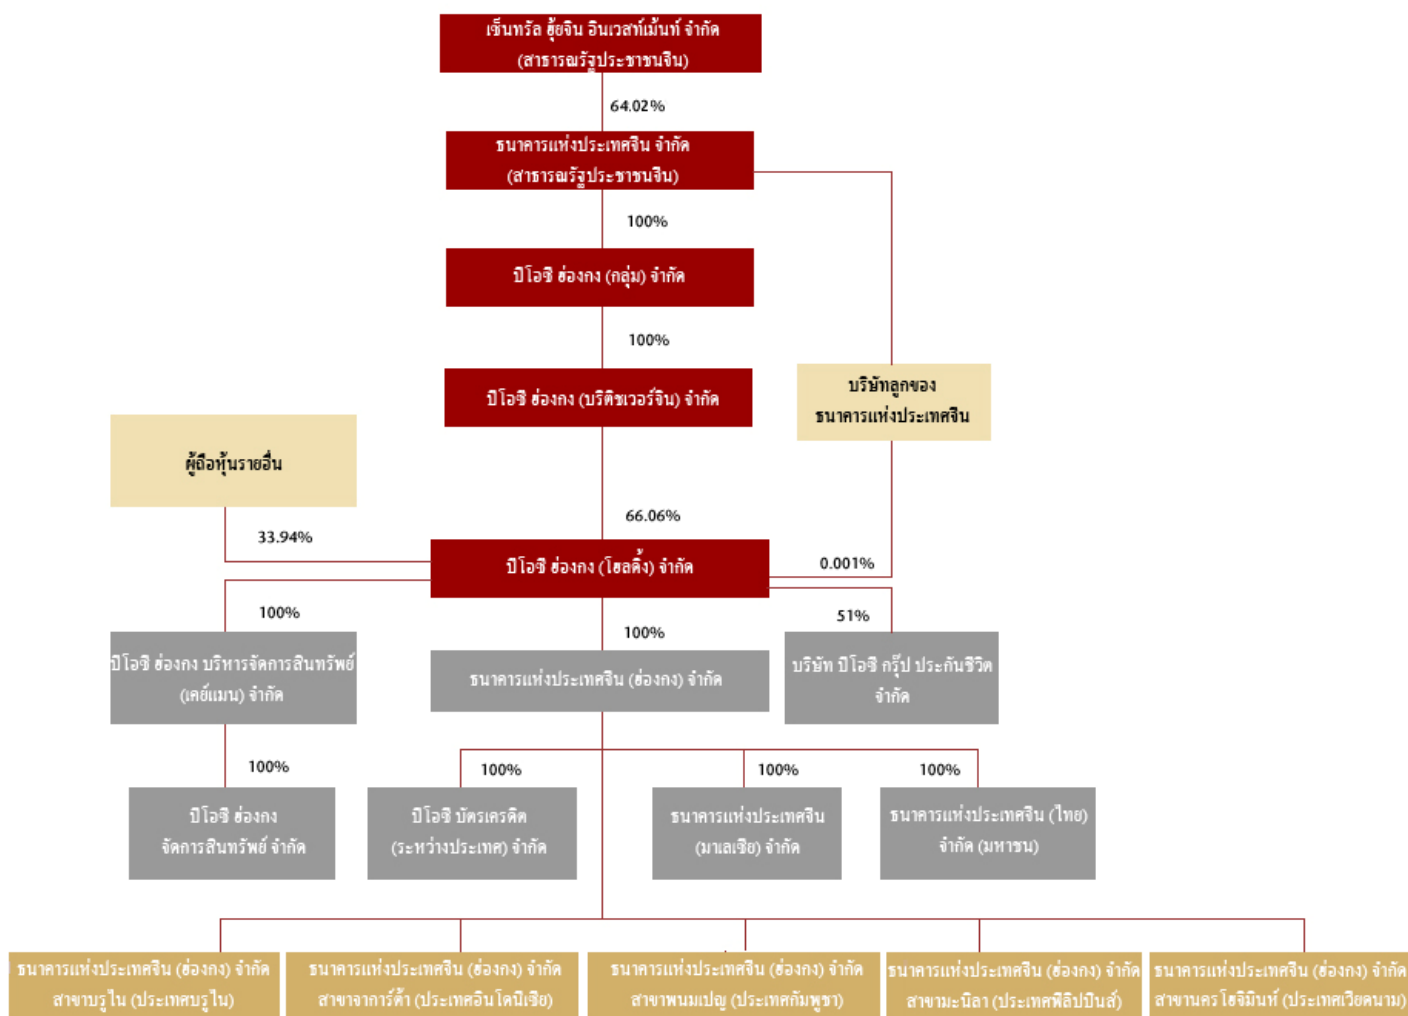 เซ็นทรัล ฮุ้ยจิน อินเวสท์เม้นท์ จำกัด
(สาธารณรัฐประชาชนจีน)
64.02%
ธนาคารแห่งประเทศจีน จำกัด
(สาธารณรัฐประชาชนจีน)
100%
บีโอซี ฮ่องกง (กลุ่ม) จำกัด
100%
บีโอซี ฮ่องกง (บริติชเวอร์จิน) จำกัด
บริษัทลูกของ
ธนาคารแห่งประเทศจีน
ผู้ถือหุ้นรายอื่น
66.06%
33.94%
บีโอซี ฮ่องกง (โฮลดิ้ง) จำกัด
0.001%
100%
100%
51%
บีโอซี ฮ่องกง บริหารจัดการสินทรัพย์
(เคย์แมน) จำกัด
ธนาคารแห่งประเทศจีน (ฮ่องกง) จำกัด
บริษัท บีโอซี กรุ๊ป ประกันชีวิต
จำกัด
100%
100%
100%
100%
บีโอซี ฮ่องกง
จัดการสินทรัพย์ จำกัด
บีโอซี บัตรเครดิต
(ระหว่างประเทศ) จำกัด
ธนาคารแห่งประเทศจีน
(มาเลเซีย) จำกัด
ธนาคารแห่งประเทศจีน (ไทย)
จำกัด (มหาชน)
ธนาคารแห่งประเทศจีน (ฮ่องกง) จำกัด
สาขาบรูไน (ประเทศบรูไน)
ธนาคารแห่งประเทศจีน (ฮ่องกง) จำกัด
สาขาจาการ์ต้า (ประเทศอินโดนีเซีย)
ธนาคารแห่งประเทศจีน (ฮ่องกง) จำกัด
สาขาพนมเปญ (ประเทศกัมพูชา)
ธนาคารแห่งประเทศจีน (ฮ่องกง) จำกัด
สาขามะนิลา (ประเทศฟิลิปปินส์)
ธนาคารแห่งประเทศจีน (ฮ่องกง) จำกัด
สาขานครโฮจิมินห์ (ประเทศเวียดนาม)